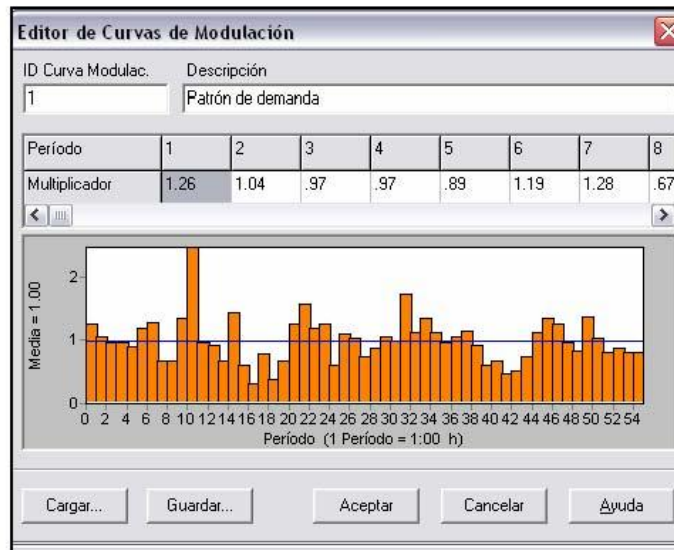 Editor de Curvas de Modulación
ID Curva Modulac. Descripción
1 Patrón de demanda
Período 1 2 3 4 5 6 7 8
Multiplicador 1.26 1.04 .97 .97 .89 1.19 1.28 .67
Media = 1.00
2
1
0
0 2 4 6 8 10 12 14 16 18 20 22 24 26 28 30 32 34 36 38 40 42 44 46 48 50 52 54
Período (1 Período = 1:00 h)
Cargar... Guardar... Aceptar Cancelar Ayuda